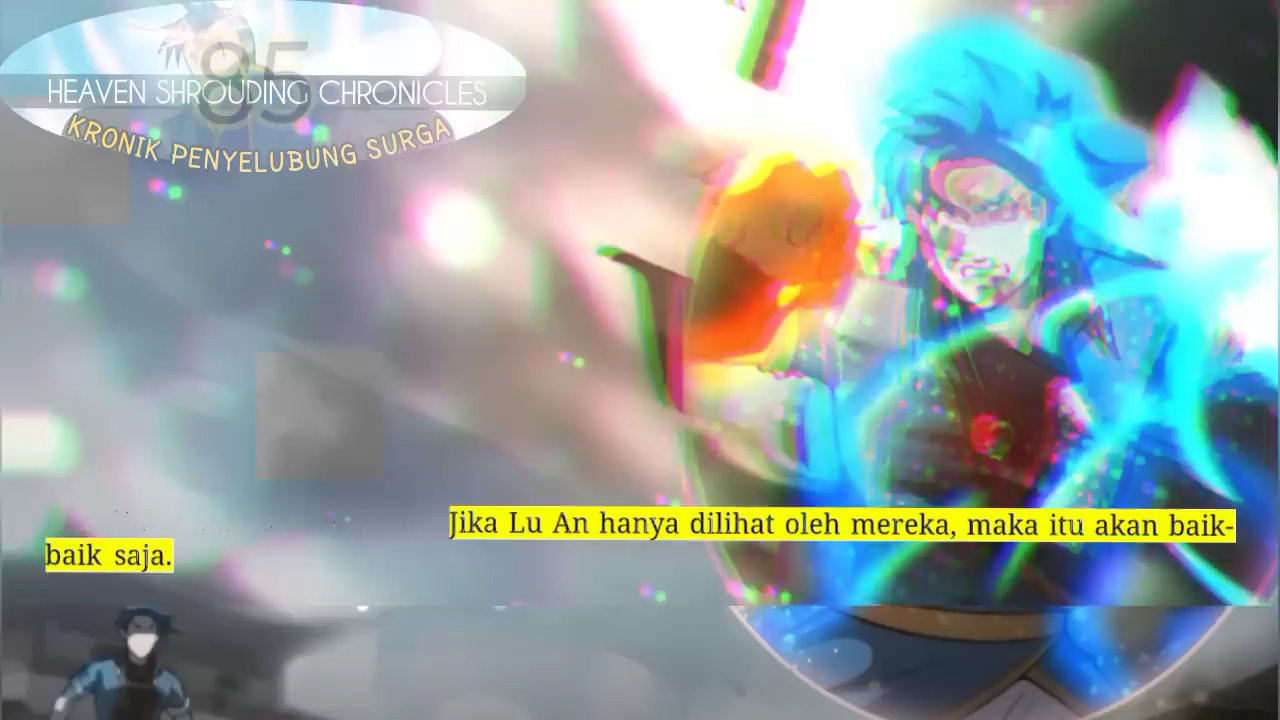 85
HEAVEN SHROUDING CHRONICLES
KRONIK PENYELUBUNG SURGA
Jika Lu An hanya dilihat oleh mereka, maka itu akan baik-
baik saja.